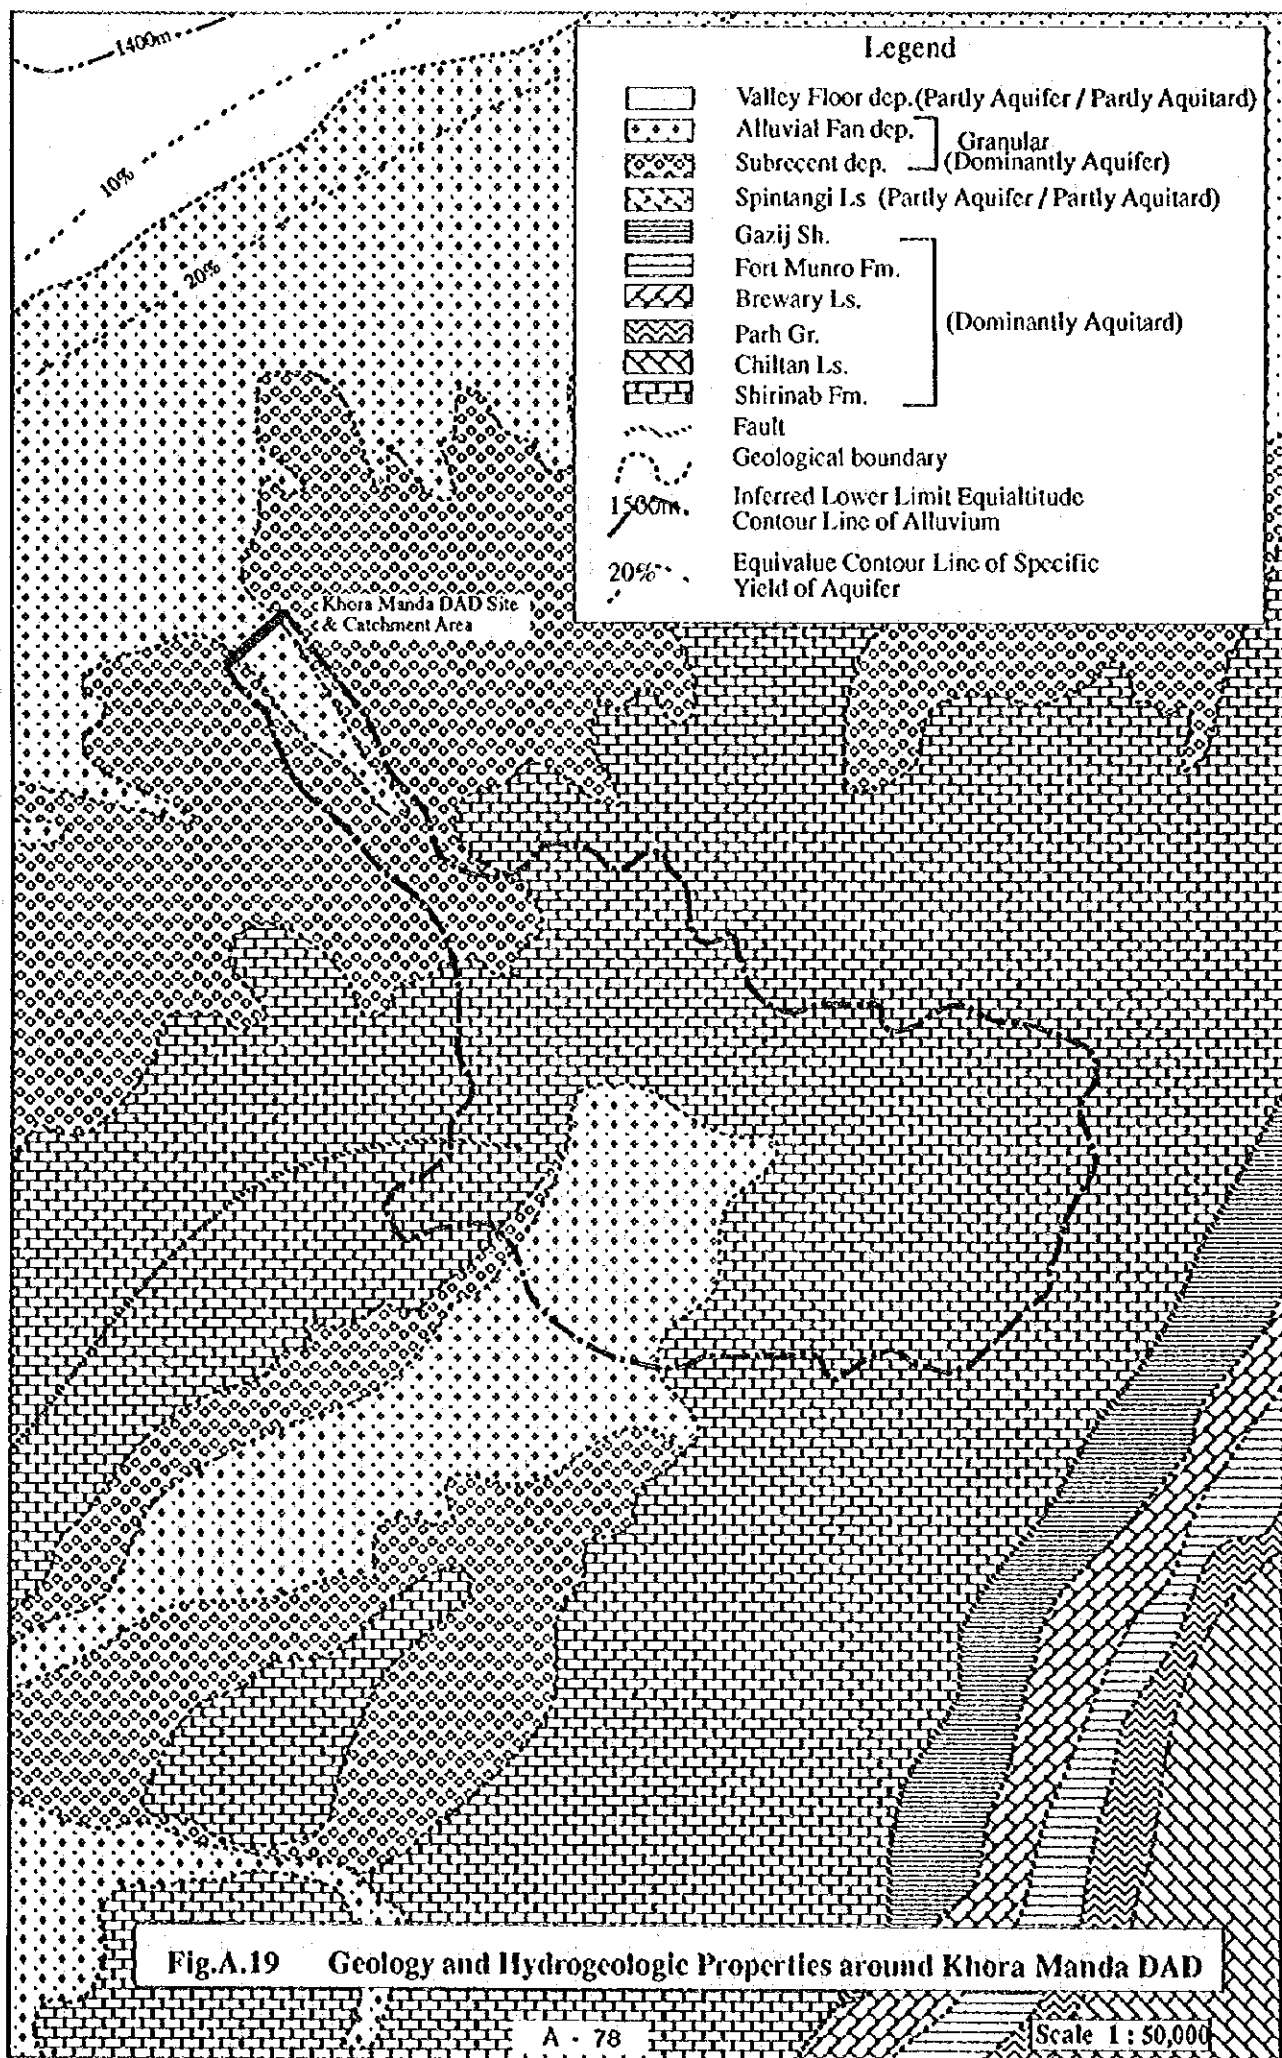 1400m
10%
20%
Legend
Valley Floor dep.(Partly Aquifer / Partly Aquitard)
Alluvial Fan dep.
Granular
Subrecent dep.
(Dominantly Aquifer)
Spintangi Ls (Partly Aquifer / Partly Aquitard)
Gazij Sh.
Fort Munro Fm.
Brewary Ls.
(Dominantly Aquitard)
Parh Gr.
Chiltan Ls.
Shirinab Fm.
Fault
Geological boundary
1500m
Inferred Lower Limit Equialtitude
Contour Line of Alluvium
20%
Equivalue Contour Line of Specific
Yield of Aquifer
Khora Manda DAD Site
& Catchment Area
Fig.A.19 Geology and Hydrogeologic Properties around Khora Manda DAD
A - 78
Scale 1 : 50,000